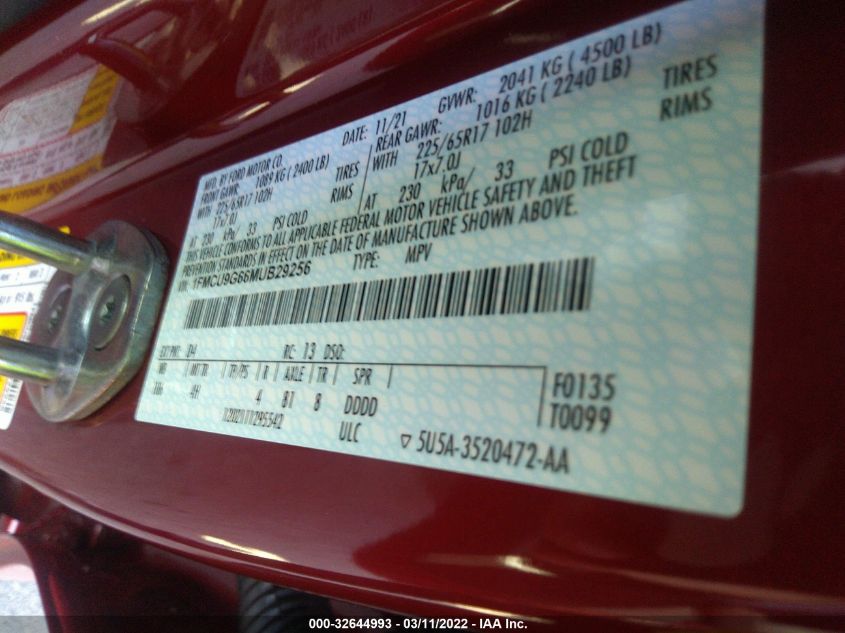 MFD. BY FORD MOTOR CO.
DATE: 11/21 GVWR: 2041 KG ( 4500 LB)
FRONT GAWR: 1089 KG ( 2400 LB)
REAR GAWR: 1016 KG ( 2240 LB)
WITH 225/65R17 102H TIRES
WITH 225/65R17 102H TIRES
17x7.0J RIMS
17x7.0J RIMS
AT 230 kPa/ 33 PSI COLD
AT 230 kPa/ 33 PSI COLD
THIS VEHICLE CONFORMS TO ALL APPLICABLE FEDERAL MOTOR VEHICLE SAFETY AND THEFT
PREVENTION STANDARDS IN EFFECT ON THE DATE OF MANUFACTURE SHOWN ABOVE.
VIN: 1FMCU9G66MUB29256 TYPE: MPV
EXT PNT: D4 RC: 13 DSO:
WB INT TR TP/PS R AXLE TR SPR
4H 4 BT 8 DDDD
F0135
T0099
ULC
5U5A-3520472-AA
000-32644993 - 03/11/2022 - IAA Inc.